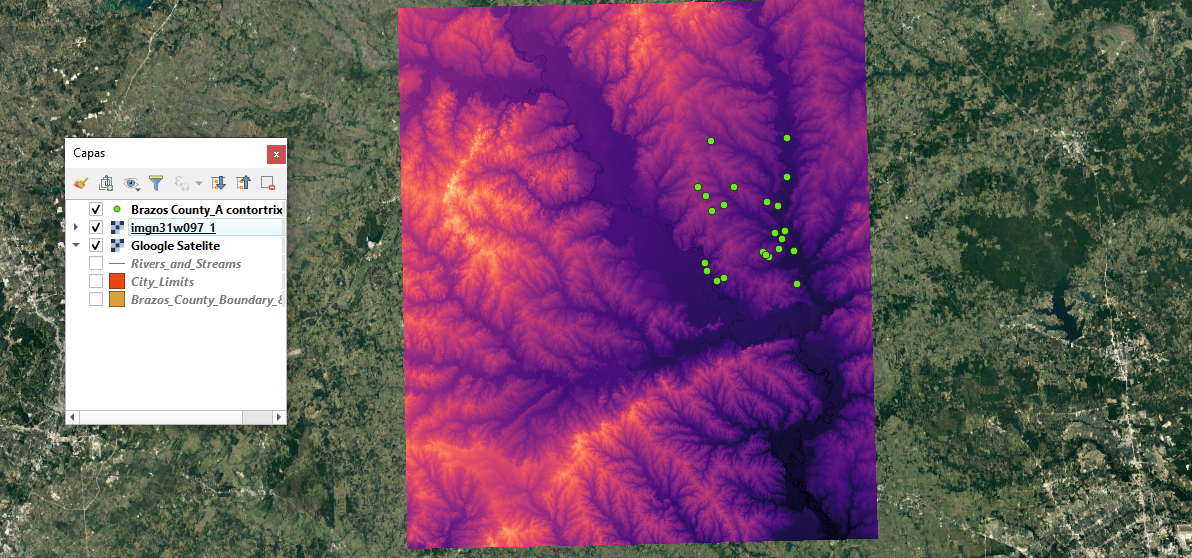 Capas
Brazos County_A contortrix
imgn31w097_1
Gloogle Satelite
Rivers_and_Streams
City_Limits
Brazos_County_Boundary_&